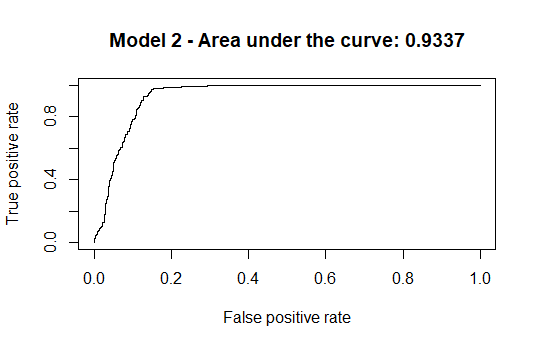 Model 2 - Area under the curve: 0.9337
True positive rate
0.8
0.4
0.0
0.0 0.2 0.4 0.6 0.8 1.0
False positive rate